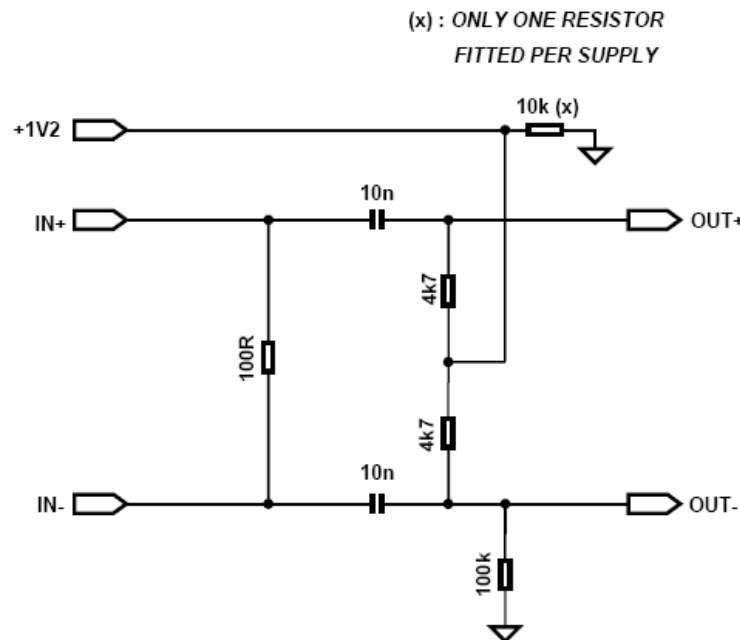 (x) : ONLY ONE RESISTOR
FITTED PER SUPPLY
10k (x)
+1V2
10n
IN+
OUT+
4k7
100R
4k7
10n
IN-
OUT-
100k